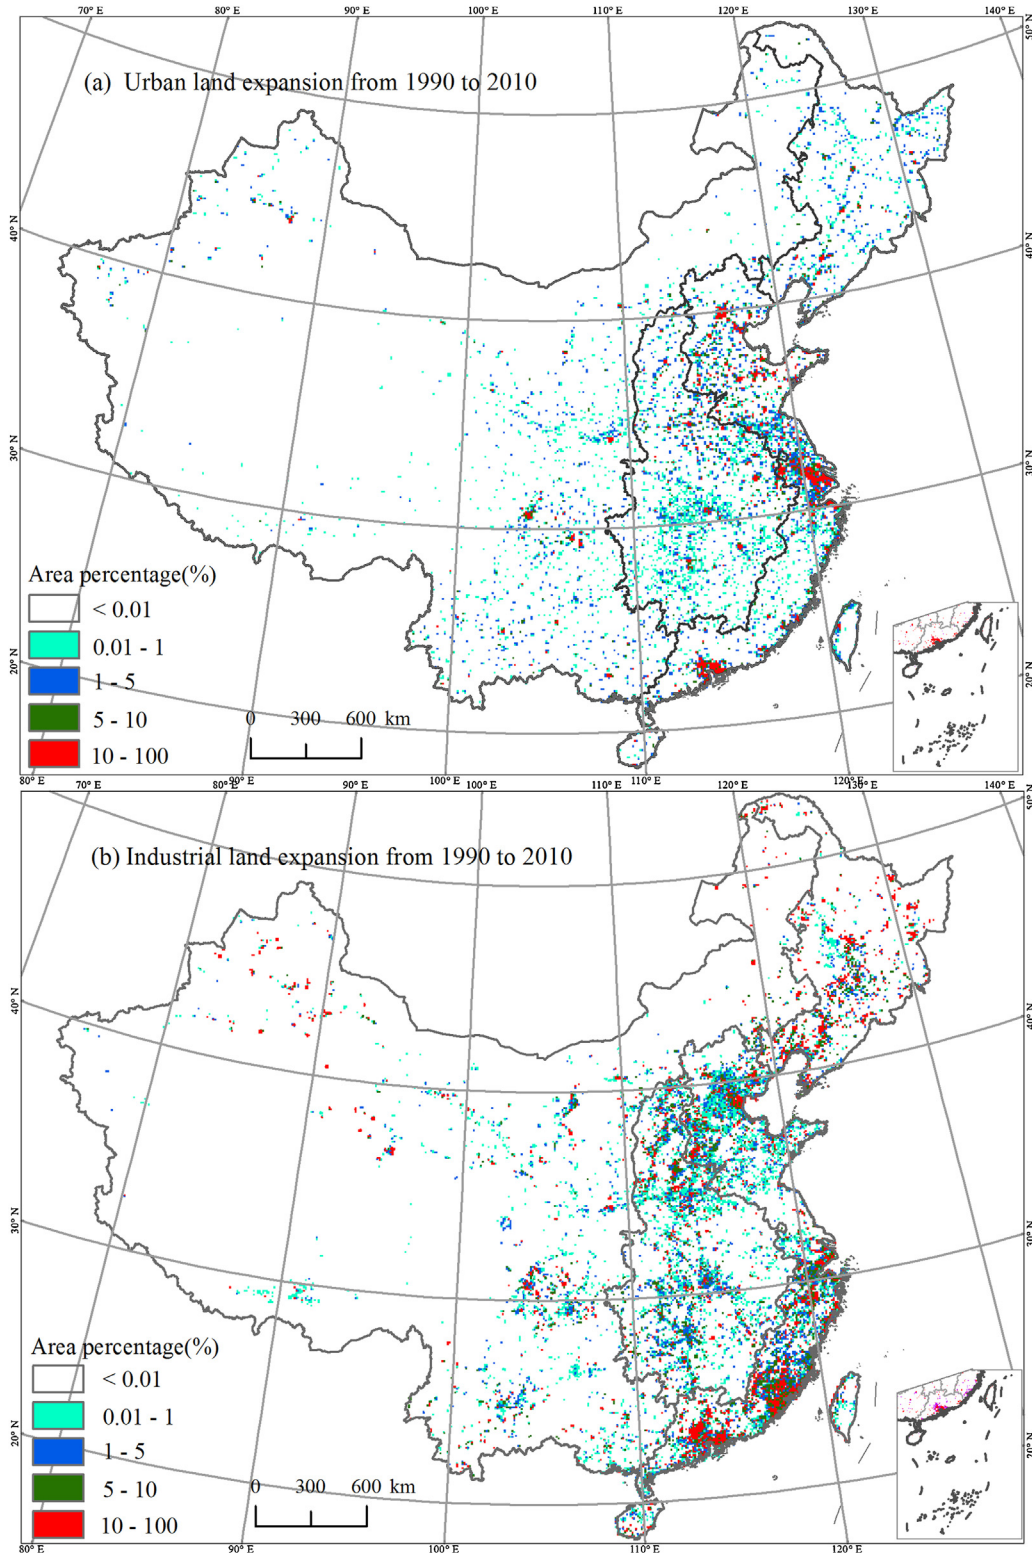 70° E 80° E 90° E 100° E 110° E 120° E 130° E 140° E
50° N
(a) Urban land expansion from 1990 to 2010
40° N
40° N
30° N
30° N
Area percentage(%)
< 0.01
0.01 - 1
1 - 5
5 - 10
10 - 100
20° N
20° N
0 300 600 km
80° E 90° E 100° E 110° E 120° E
70° E 80° E 90° E 100° E 110° E 120° E 140° E
(b) Industrial land expansion from 1990 to 2010
40° N
40° N
30° N
30° N
Area percentage(%)
< 0.01
0.01 - 1
1 - 5
5 - 10
10 - 100
20° N
20° N
0 300 600 km
80° E 90° E 100° E 110° E 120° E